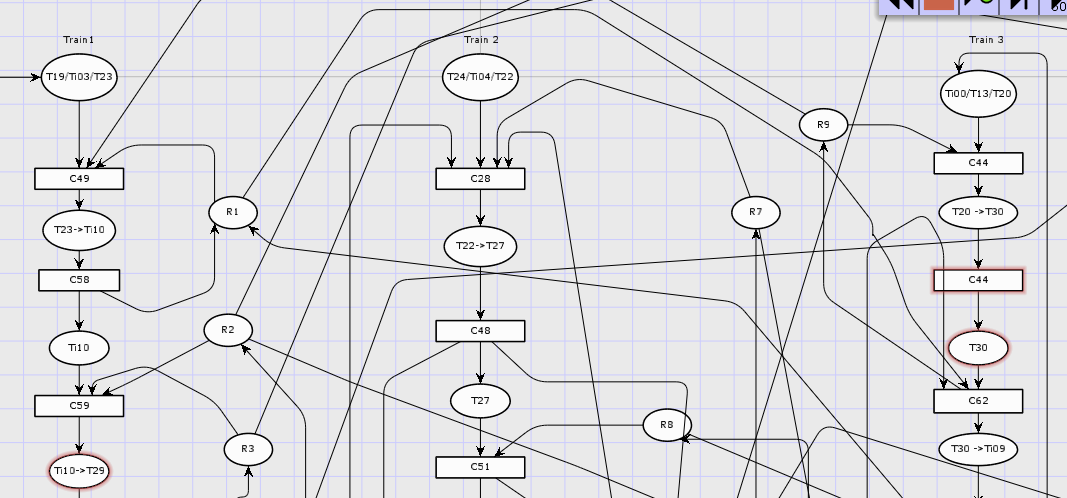 60
Train1
Train 2
Train 3
T19/Ti03/T23
T24/Ti04/T22
Ti00/T13/T20
R9
C44
C49
C28
R1
R7
T20 ->T30
T23->Ti10
T22->T27
C58
C44
R2
C48
Ti10
T30
C59
T27
C62
R8
R3
T30 ->Ti09
Ti10->T29
C51